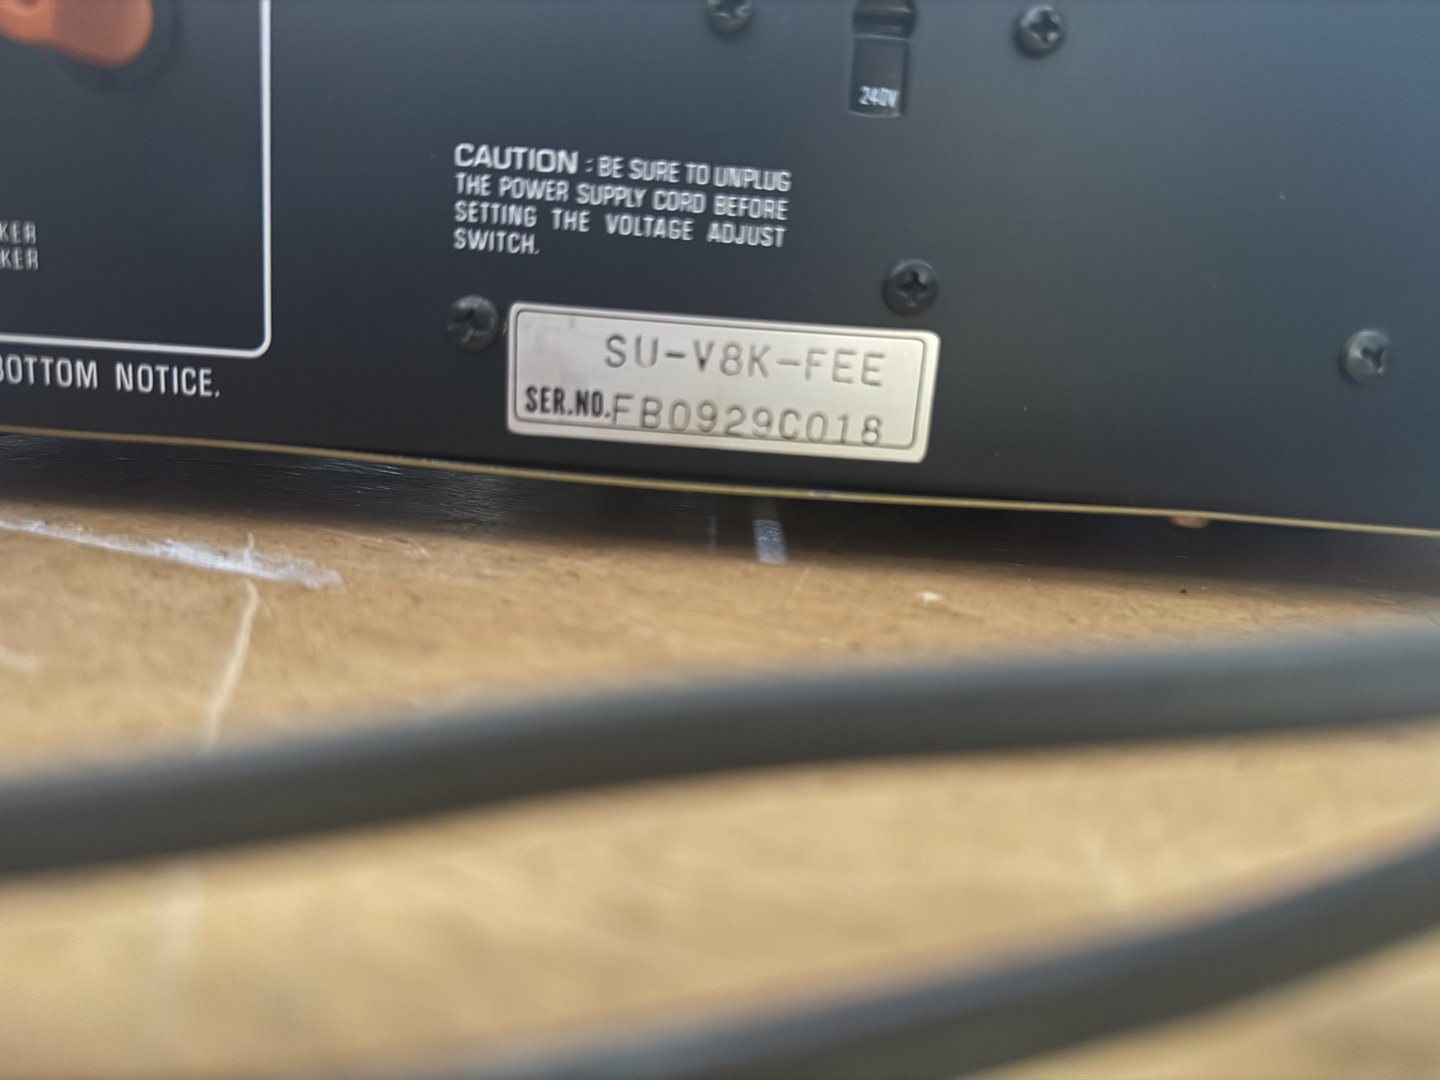 240V
CAUTION : BE SURE TO UNPLUG
THE POWER SUPPLY CORD BEFORE
SETTING THE VOLTAGE ADJUST
SWITCH.
KER
KER
BOTTOM NOTICE.
SU-V8K-FEE
SER.NO.FB0929C018